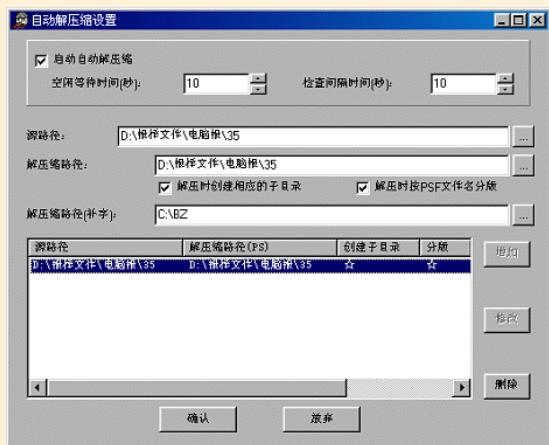 自动解压缩设置
启动自动解压缩
空闲等待时间(秒): 10 检查间隔时间(秒): 10
源路径: D:\报样文件\电脑报\35 ...
解压缩路径: D:\报样文件\电脑报\35 ...
解压时创建相应的子目录 解压时按PSF文件名分版
解压缩路径(补字): C:\BZ ...
源路径 解压缩路径(PS) 创建子目录 分版 增加
D:\报样文件\电脑报\35 D:\报样文件\电脑报\35 ☆ ☆
修改
删除
确认 放弃